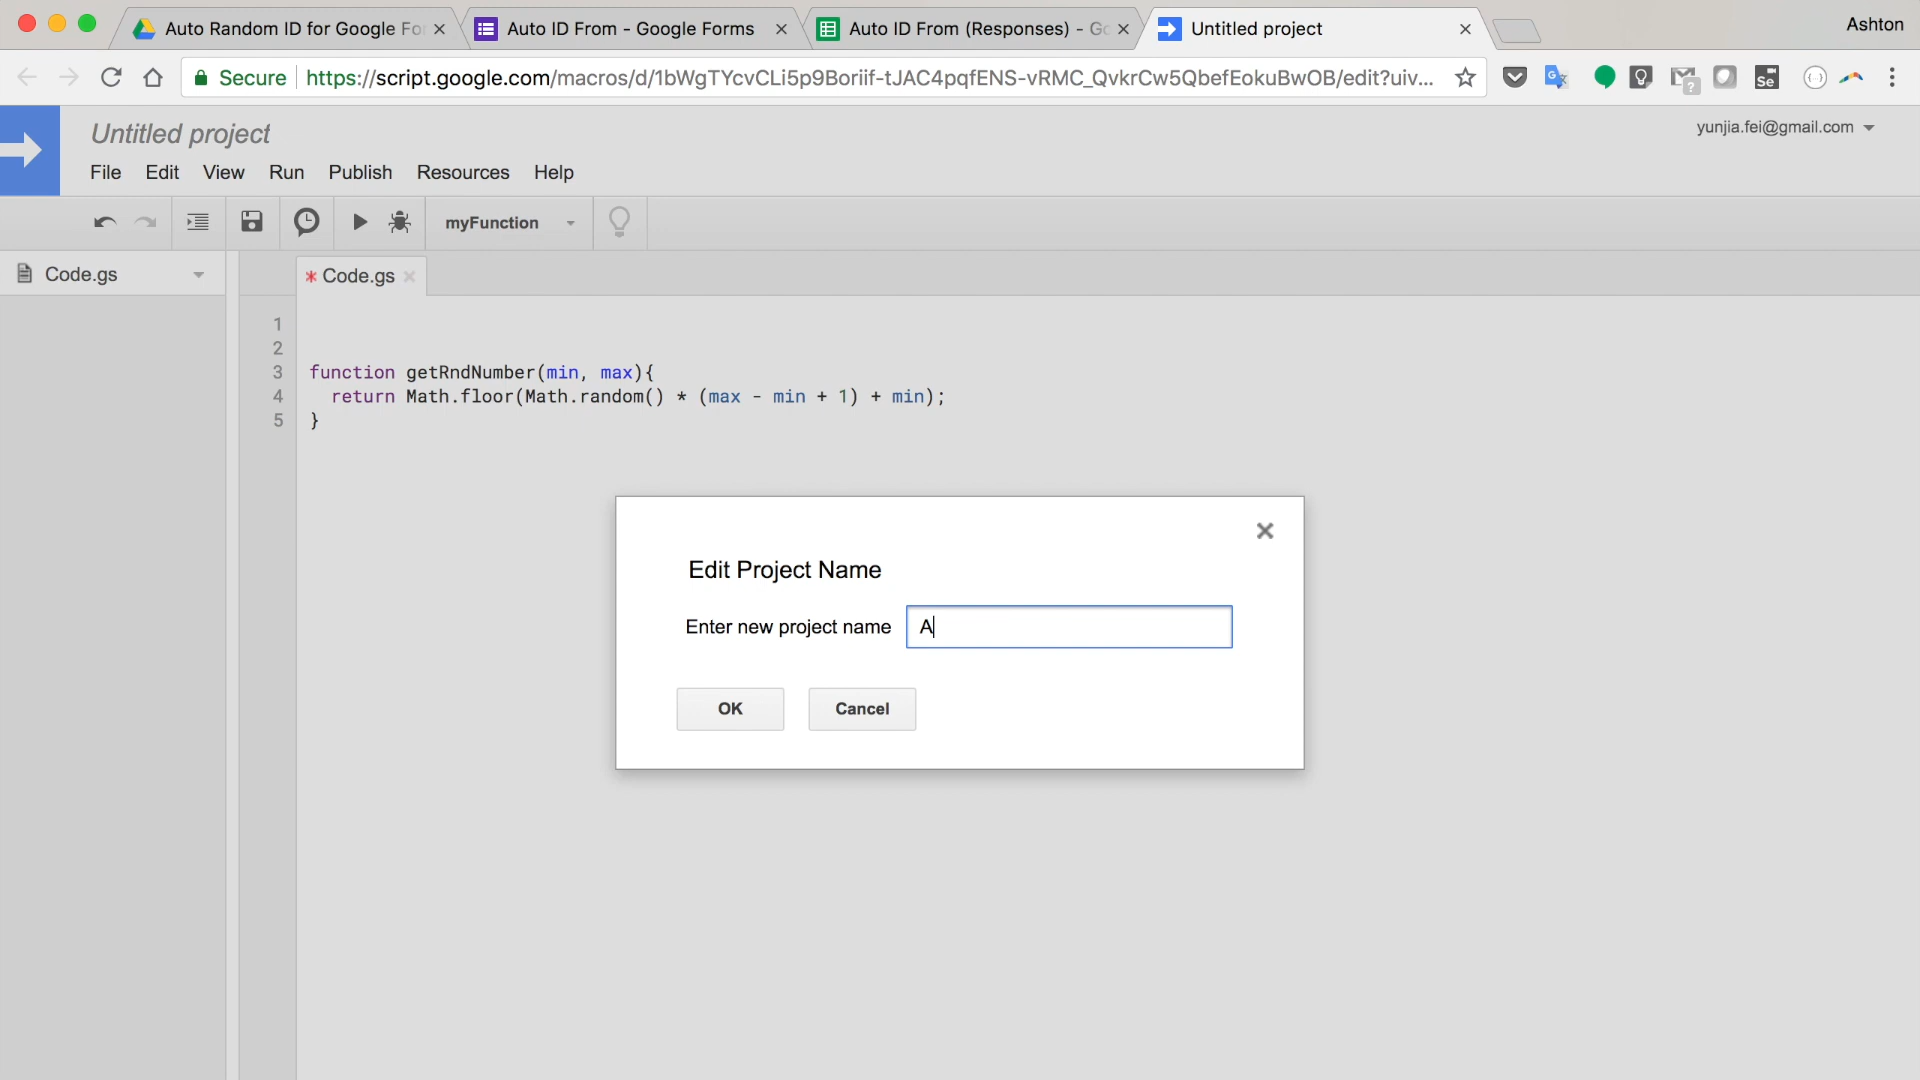 Auto Random ID for Google Fo
Auto ID From - Google Forms
Auto ID From (Responses) - Go
Untitled project
Ashton
Secure
https://script.google.com/macros/d/1bWgTYcvCLi5p9Boriif-tJAC4pqfENS-vRMC_QvkrCw5QbefEokuBwOB/edit?uiv...
Se
Untitled project
yunjia.fei@gmail.com
File Edit View Run Publish Resources Help
myFunction
Code.gs
* Code.gs
1
2
3 function getRndNumber(min, max){
4 return Math.floor(Math.random() * (max - min + 1) + min);
5 }
Edit Project Name
Enter new project name A
OK Cancel